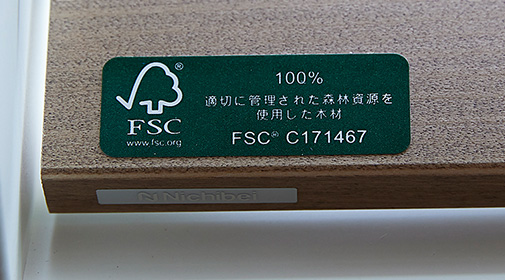 FSC®
www.fsc.org
100%
適切に管理された森林資源を
使用した木材
FSC® C171467
N Nichibei